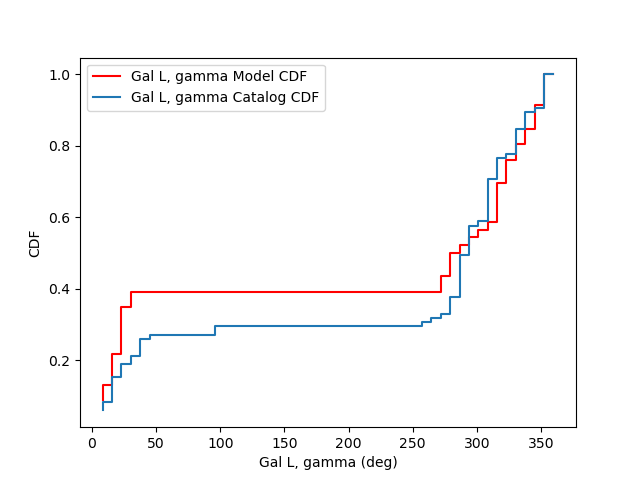 Gal L, gamma Model CDF
Gal L, gamma Catalog CDF
1.0
0.8
0.6
0.4
0.2
CDF
0 50 100 150 200 250 300 350
Gal L, gamma (deg)